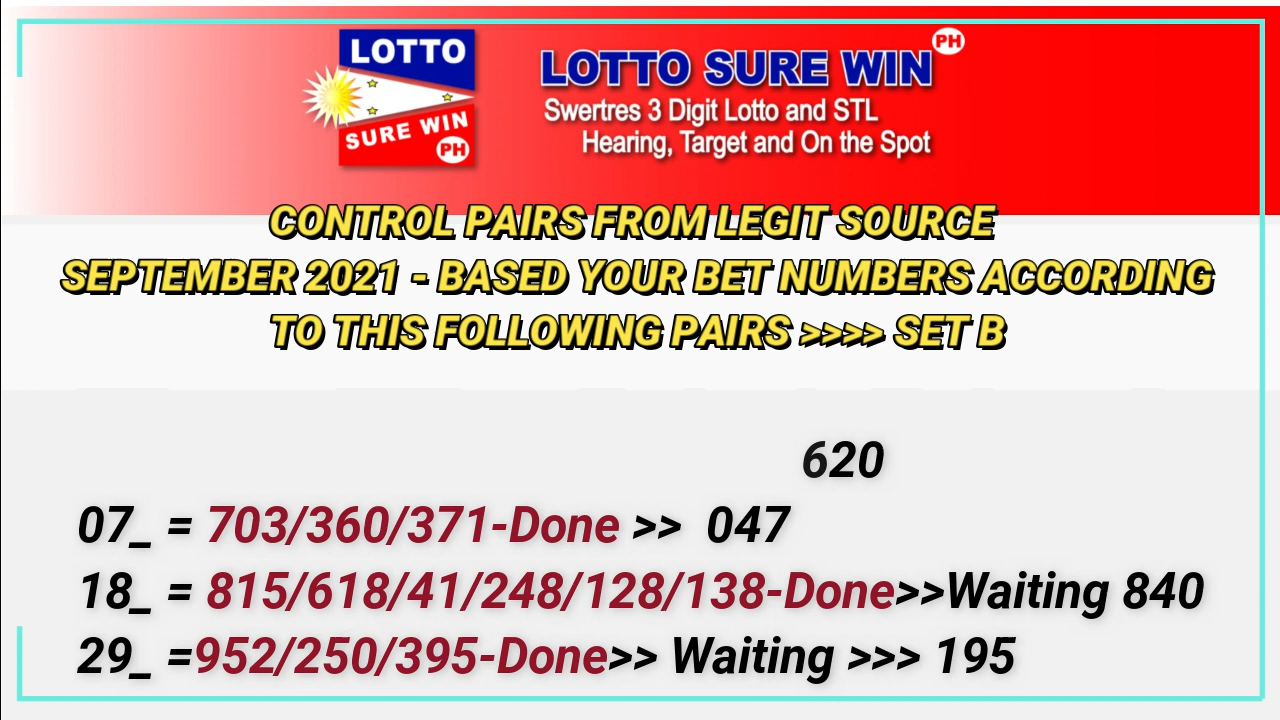 LOTTO
SURE WIN
PH
LOTTO SURE WIN PH
Swertres 3 Digit Lotto and STL
Hearing, Target and On the Spot
CONTROL PAIRS FROM LEGIT SOURCE
SEPTEMBER 2021 - BASED YOUR BET NUMBERS ACCORDING
TO THIS FOLLOWING PAIRS >>>> SET B
620
07_ = 703/360/371-Done >> 047
18_ = 815/618/41/248/128/138-Done>>Waiting 840
29_ =952/250/395-Done>> Waiting >>> 195